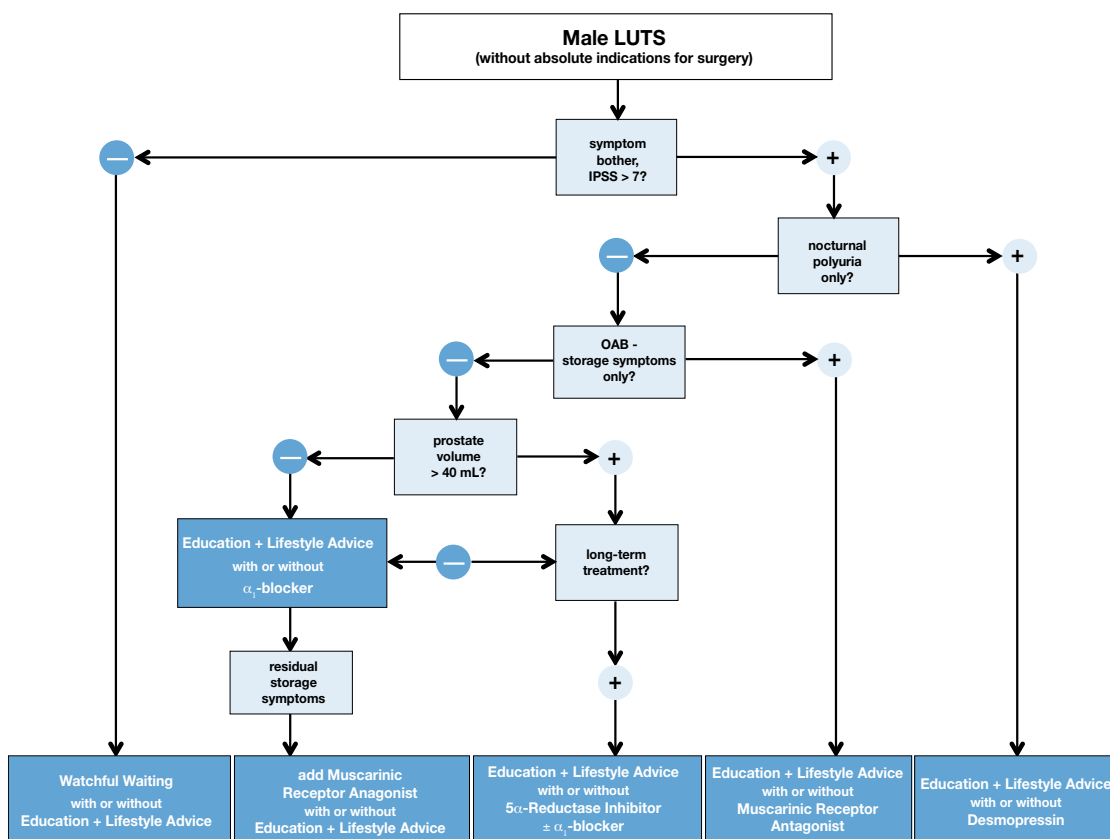 Male LUTS
(without absolute indications for surgery)
symptom
bother,
IPSS > 7?
—
+
nocturnal
polyuria
only?
—
+
OAB -
storage symptoms
only?
—
+
prostate
volume
> 40 mL?
—
+
Education + Lifestyle Advice
with or without
α₁-blocker
—
long-term
treatment?
residual
storage
symptoms
+
Watchful Waiting
with or without
Education + Lifestyle Advice
add Muscarinic
Receptor Anagonist
with or without
Education + Lifestyle Advice
Education + Lifestyle Advice
with or without
5α-Reductase Inhibitor
± α₁-blocker
Education + Lifestyle Advice
with or without
Muscarinic Receptor
Antagonist
Education + Lifestyle Advice
with or without
Desmopressin